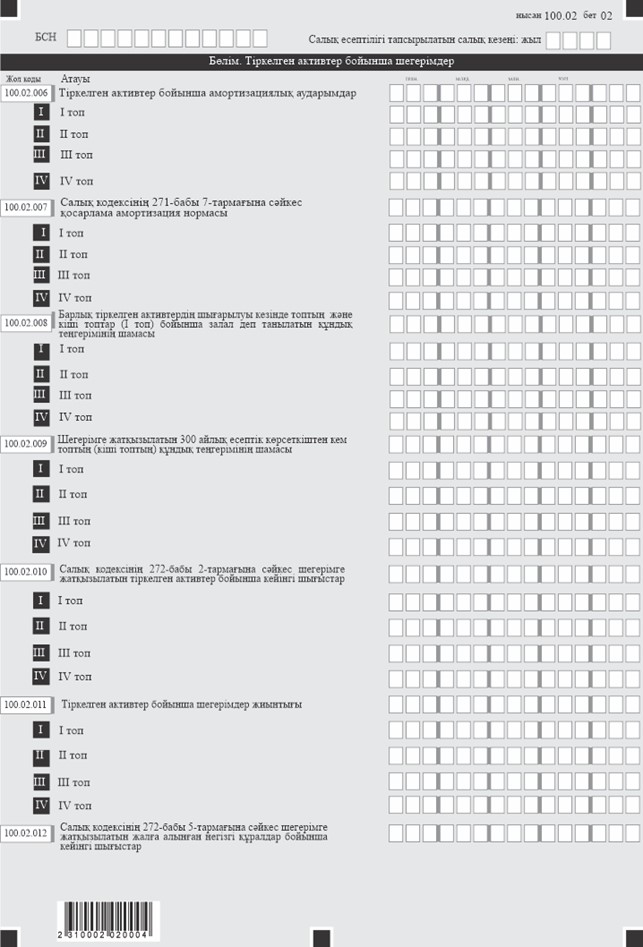 нысан 100.02 бет 02
БСН
Салық есептілігі тапсырылатын салық кезеңі: жыл
Бөлім. Тіркелген активтер бойынша шегерімдер
Жол коды Атауы
100.02.006 Тіркелген активтер бойынша амортизациялық аударымдар
I I топ
II II топ
III III топ
IV IV топ
100.02.007 Салық кодексінің 271-бабы 7-тармағына сәйкес
қосарлама амортизация нормасы
I I топ
II II топ
III III топ
IV IV топ
100.02.008 Барлық тіркелген активтердің шығарылуы кезінде топтың және
кіші топтар (I топ) бойынша залал деп танылатын құндық
теңгерімінің шамасы
I I топ
II II топ
III III топ
IV IV топ
100.02.009 Шегерімге жатқызылатын 300 айлық есептік көрсеткіштен кем
топтың (кіші топтың) құндық теңгерімінің шамасы
I I топ
II II топ
III III топ
IV IV топ
100.02.010 Салық кодексінің 272-бабы 2-тармағына сәйкес шегерімге
жатқызылатын тіркелген активтер бойынша кейінгі шығыстар
I I топ
II II топ
III III топ
IV IV топ
100.02.011 Тіркелген активтер бойынша шегерімдер жиынтығы
I I топ
II II топ
III III топ
IV IV топ
100.02.012 Салық кодексінің 272-бабы 5-тармағына сәйкес шегерімге
жатқызылатын жалға алынған негізгі құралдар бойынша
кейінгі шығыстар
2 310002 020004